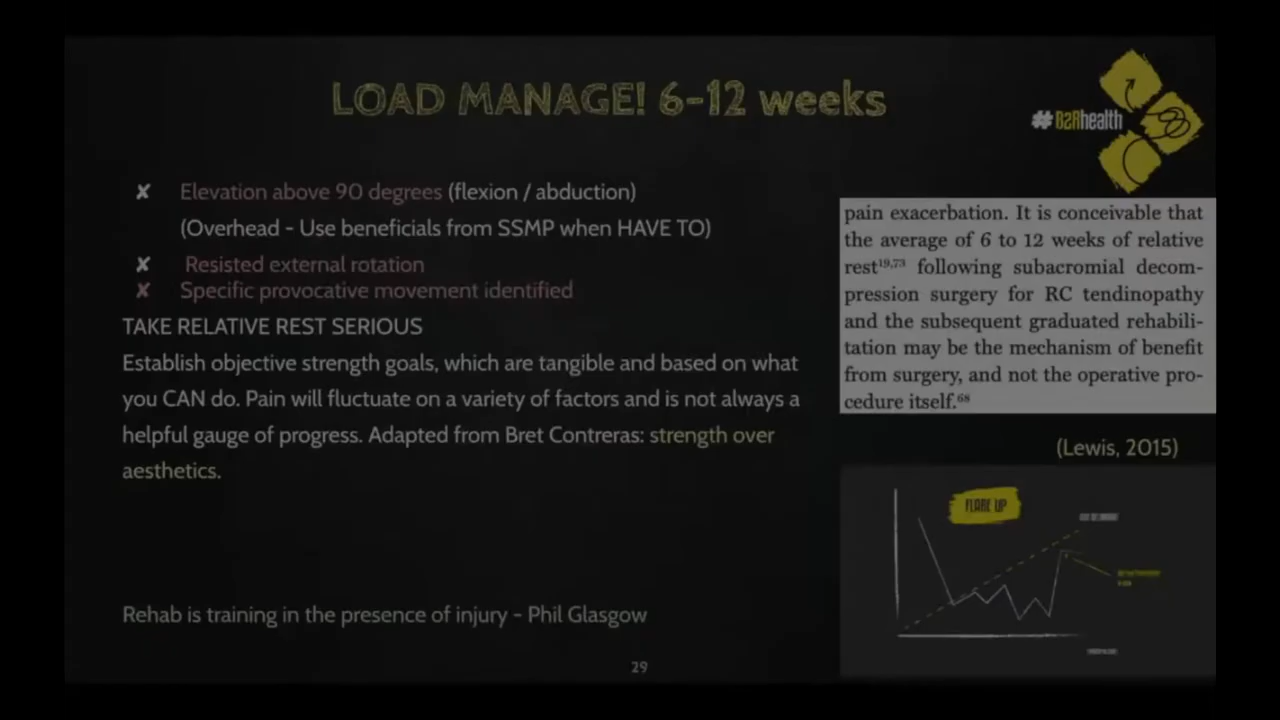 LOAD MANAGE! 6-12 weeks
#B2Rhealth
✘ Elevation above 90 degrees (flexion / abduction)
(Overhead - Use beneficials from SSMP when HAVE TO)
✘ Resisted external rotation
✘ Specific provocative movement identified
TAKE RELATIVE REST SERIOUS
Establish objective strength goals, which are tangible and based on what
you CAN do. Pain will fluctuate on a variety of factors and is not always a
helpful gauge of progress. Adapted from Bret Contreras: strength over
aesthetics.
Rehab is training in the presence of injury - Phil Glasgow
29
pain exacerbation. It is conceivable that
the average of 6 to 12 weeks of relative
rest19,73 following subacromial decom-
pression surgery for RC tendinopathy
and the subsequent graduated rehabili-
tation may be the mechanism of benefit
from surgery, and not the operative pro-
cedure itself.68
(Lewis, 2015)
FLARE UP